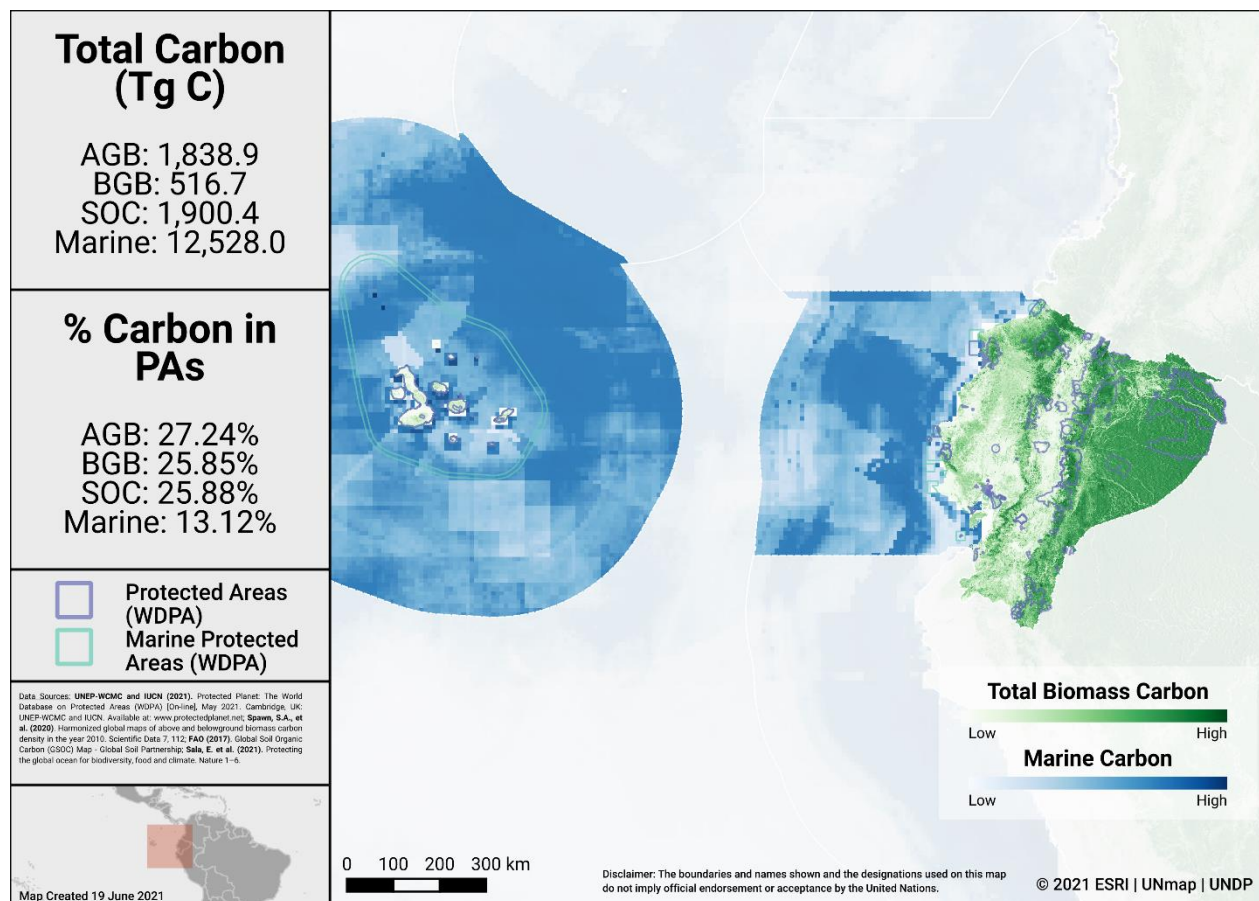 Total Carbon
(Tg C)
AGB: 1,838.9
BGB: 516.7
SOC: 1,900.4
Marine: 12,528.0
% Carbon in
PAs
AGB: 27.24%
BGB: 25.85%
SOC: 25.88%
Marine: 13.12%
Protected Areas
(WDPA)
Marine Protected
Areas (WDPA)
Data Sources: UNEP-WCMC and IUCN (2021). Protected Planet: The World
Database on Protected Areas (WDPA) [On-line], May 2021. Cambridge, UK:
UNEP-WCMC and IUCN. Available at: www.protectedplanet.net; Spawn, S.A., et
al. (2020). Harmonized global maps of above and belowground biomass carbon
density in the year 2010. Scientific Data 7, 112; FAO (2017). Global Soil Organic
Carbon (GSOC) Map - Global Soil Partnership; Sala, E. et al. (2021). Protecting
the global ocean for biodiversity, food and climate. Nature 1–6.
Map Created 19 June 2021
Total Biomass Carbon
Low High
Marine Carbon
Low High
0 100 200 300 km
Disclaimer: The boundaries and names shown and the designations used on this map
do not imply official endorsement or acceptance by the United Nations.
© 2021 ESRI | UNmap | UNDP